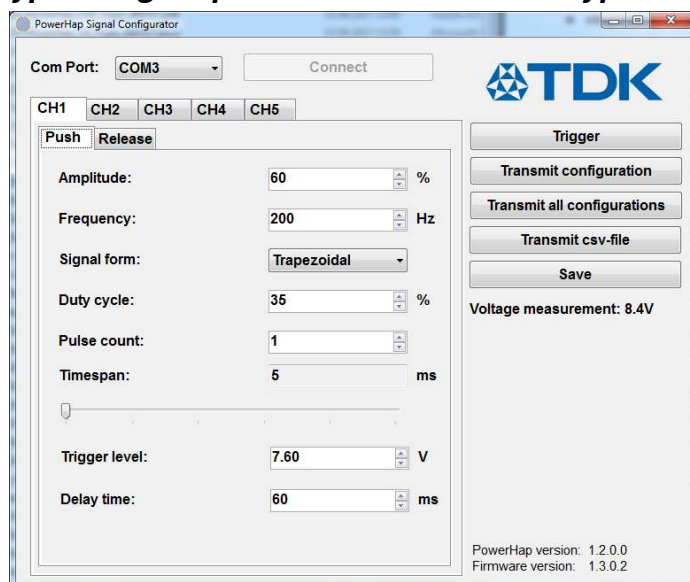 PowerHap Signal Configurator
Com Port: COM3 Connect
TDK
CH1 CH2 CH3 CH4 CH5
Push Release
Trigger
Amplitude: 60 %
Transmit configuration
Frequency: 200 Hz
Transmit all configurations
Signal form: Trapezoidal
Transmit csv-file
Save
Duty cycle: 35 %
Voltage measurement: 8.4V
Pulse count: 1
Timespan: 5 ms
Trigger level: 7.60 V
Delay time: 60 ms
PowerHap version: 1.2.0.0
Firmware version: 1.3.0.2